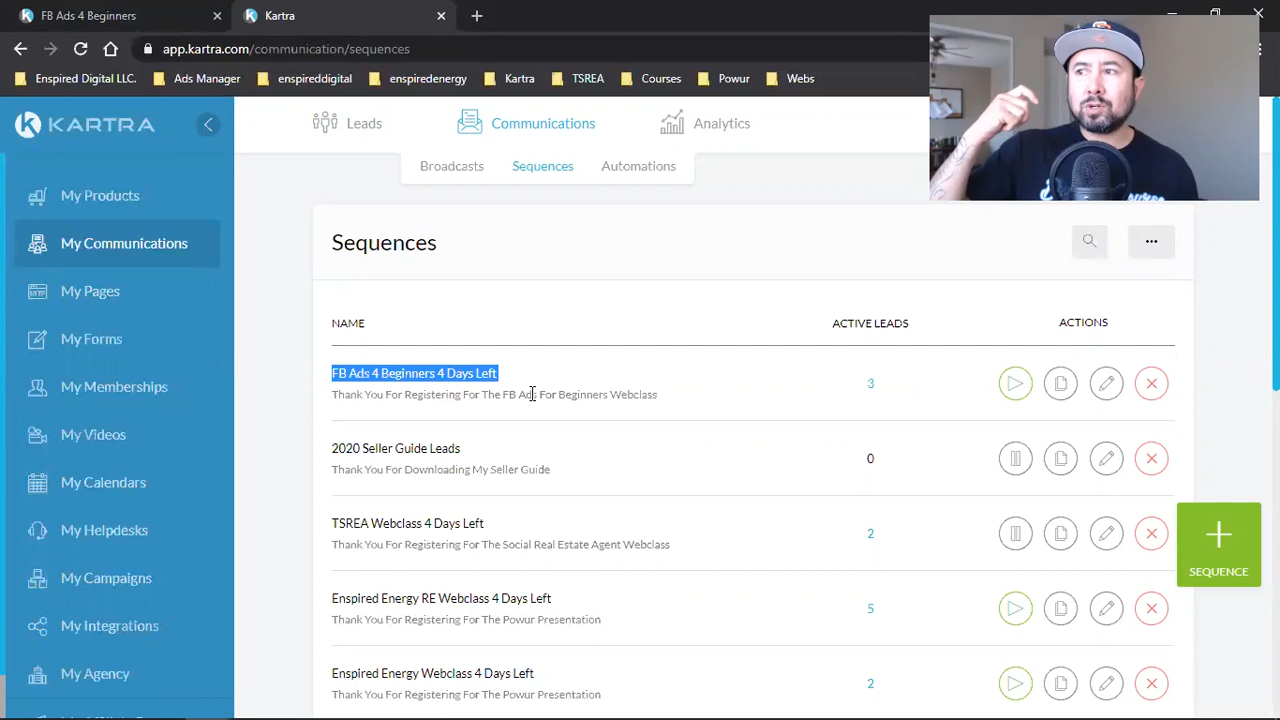 FB Ads 4 Beginners
Kartra
app.kartra.com/communication/sequences
Enspired Digital LLC.
Ads Manager
enspireddigital
enspiredenergy
Kartra
TSREA
Courses
Powur
Webs
KARTRA
Leads
Communications
Analytics
Broadcasts
Sequences
Automations
My Products
My Communications
My Pages
My Forms
My Memberships
My Videos
My Calendars
My Helpdesks
My Campaigns
My Integrations
My Agency
Sequences
NAME
ACTIVE LEADS
ACTIONS
FB Ads 4 Beginners 4 Days Left
Thank You For Registering For The FB Ads For Beginners Webclass
3
2020 Seller Guide Leads
Thank You For Downloading My Seller Guide
0
TSREA Webclass 4 Days Left
Thank You For Registering For The Social Real Estate Agent Webclass
2
Enspired Energy RE Webclass 4 Days Left
Thank You For Registering For The Powur Presentation
5
Enspired Energy Webclass 4 Days Left
Thank You For Registering For The Powur Presentation
2
SEQUENCE